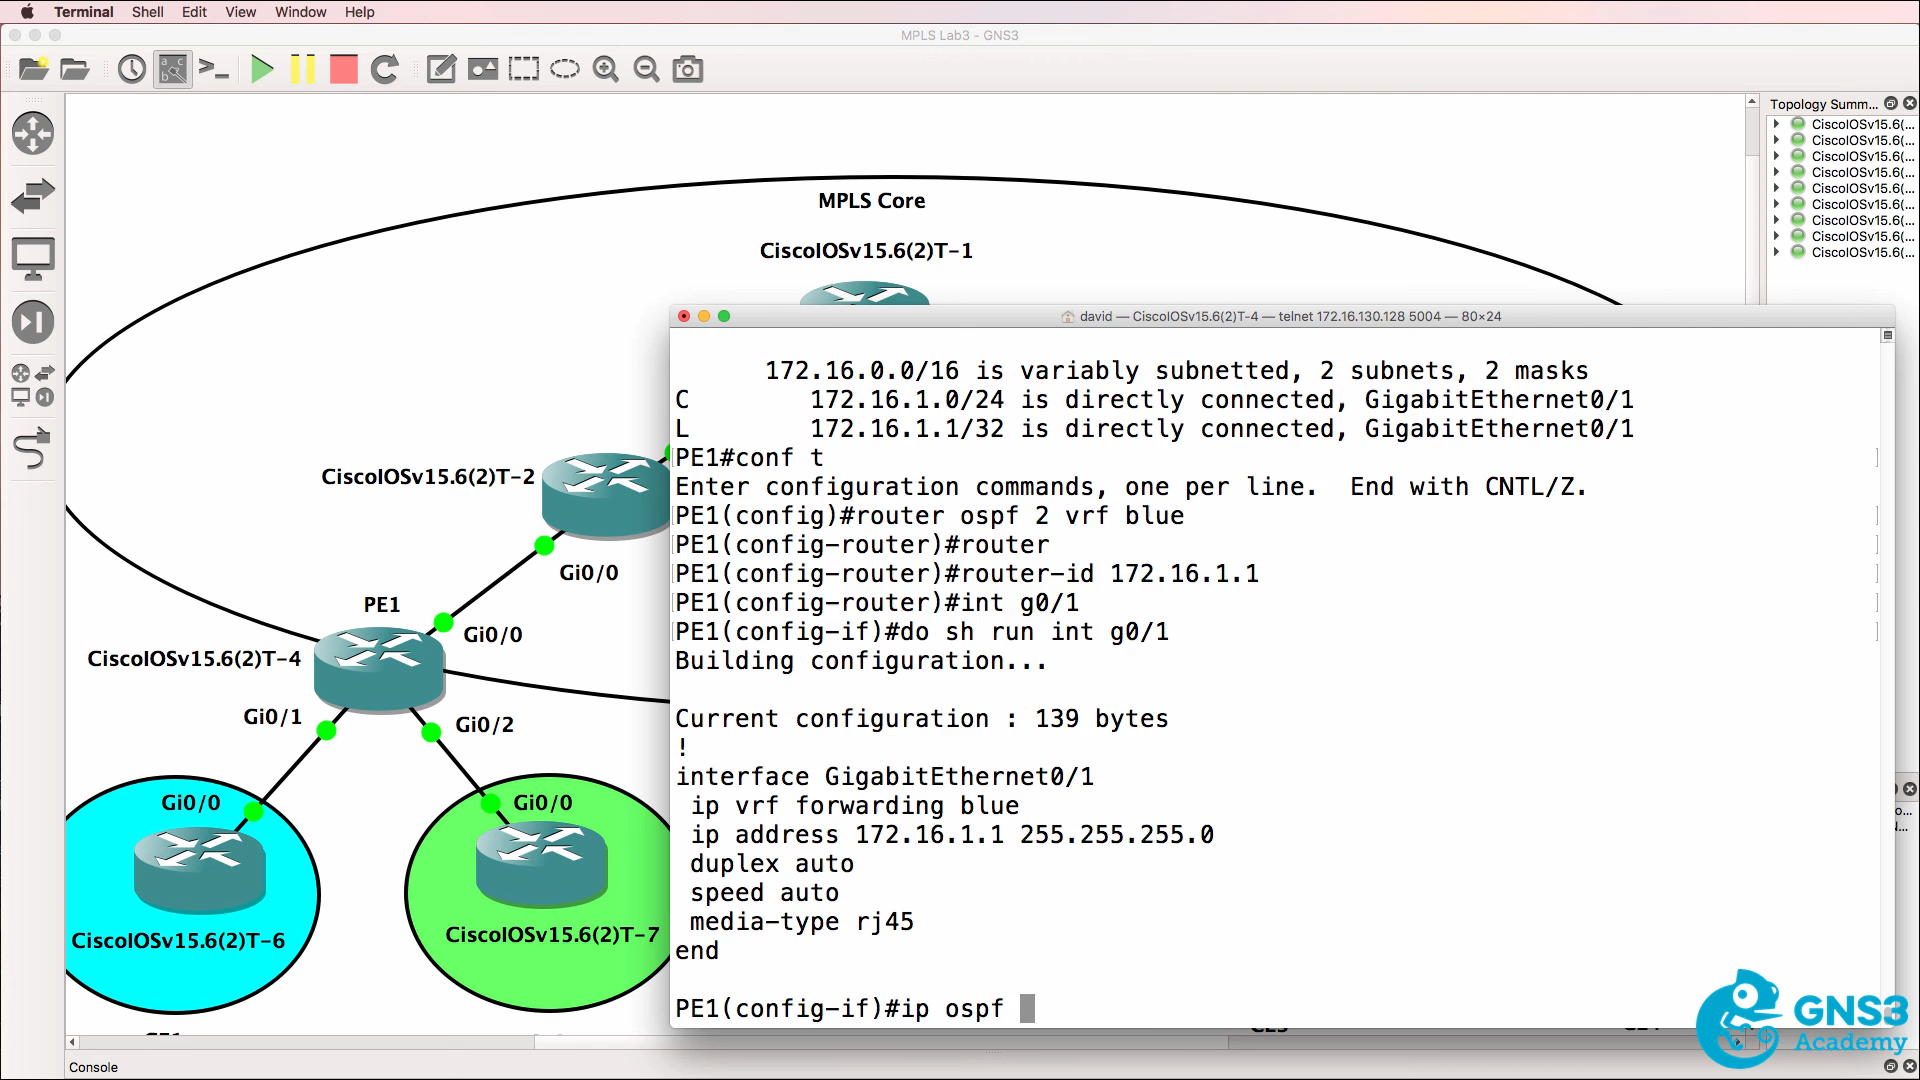 Terminal Shell Edit View Window Help
MPLS Lab3 - GNS3
Topology Summ...
CiscoIOSv15.6(...
CiscoIOSv15.6(...
CiscoIOSv15.6(...
CiscoIOSv15.6(...
CiscoIOSv15.6(...
CiscoIOSv15.6(...
CiscoIOSv15.6(...
CiscoIOSv15.6(...
CiscoIOSv15.6(...
MPLS Core
CiscoIOSv15.6(2)T-1
CiscoIOSv15.6(2)T-2
Gi0/0
PE1
Gi0/0
CiscoIOSv15.6(2)T-4
Gi0/1
Gi0/2
Gi0/0
Gi0/0
CiscoIOSv15.6(2)T-6
CiscoIOSv15.6(2)T-7
david — CiscoIOSv15.6(2)T-4 — telnet 172.16.130.128 5004 — 80×24
172.16.0.0/16 is variably subnetted, 2 subnets, 2 masks
C 172.16.1.0/24 is directly connected, GigabitEthernet0/1
L 172.16.1.1/32 is directly connected, GigabitEthernet0/1
PE1#conf t
Enter configuration commands, one per line. End with CNTL/Z.
PE1(config)#router ospf 2 vrf blue
PE1(config-router)#router
PE1(config-router)#router-id 172.16.1.1
PE1(config-router)#int g0/1
PE1(config-if)#do sh run int g0/1
Building configuration...
Current configuration : 139 bytes
!
interface GigabitEthernet0/1
ip vrf forwarding blue
ip address 172.16.1.1 255.255.255.0
duplex auto
speed auto
media-type rj45
end
PE1(config-if)#ip ospf
GNS3
Academy
Console